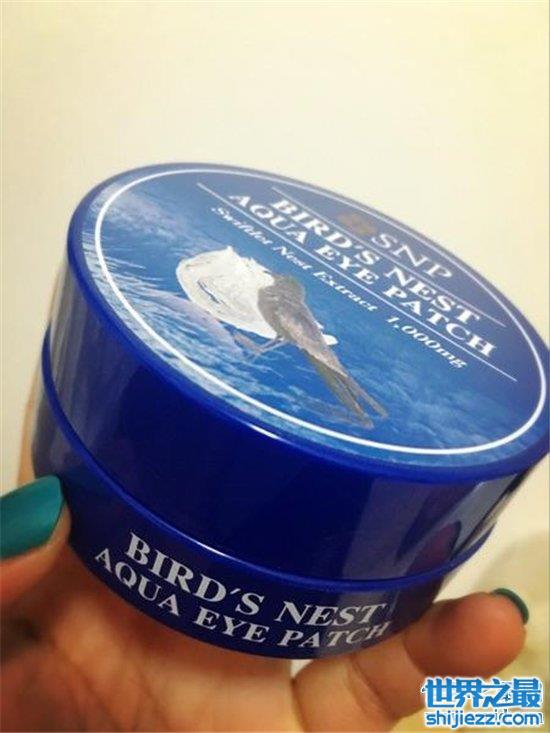 SNP
BIRD'S NEST
AQUA EYE PATCH
Swiftlet Nest Extract 1,000mg
BIRD'S NEST
AQUA EYE PATCH
世界之最
shijiezzi.com